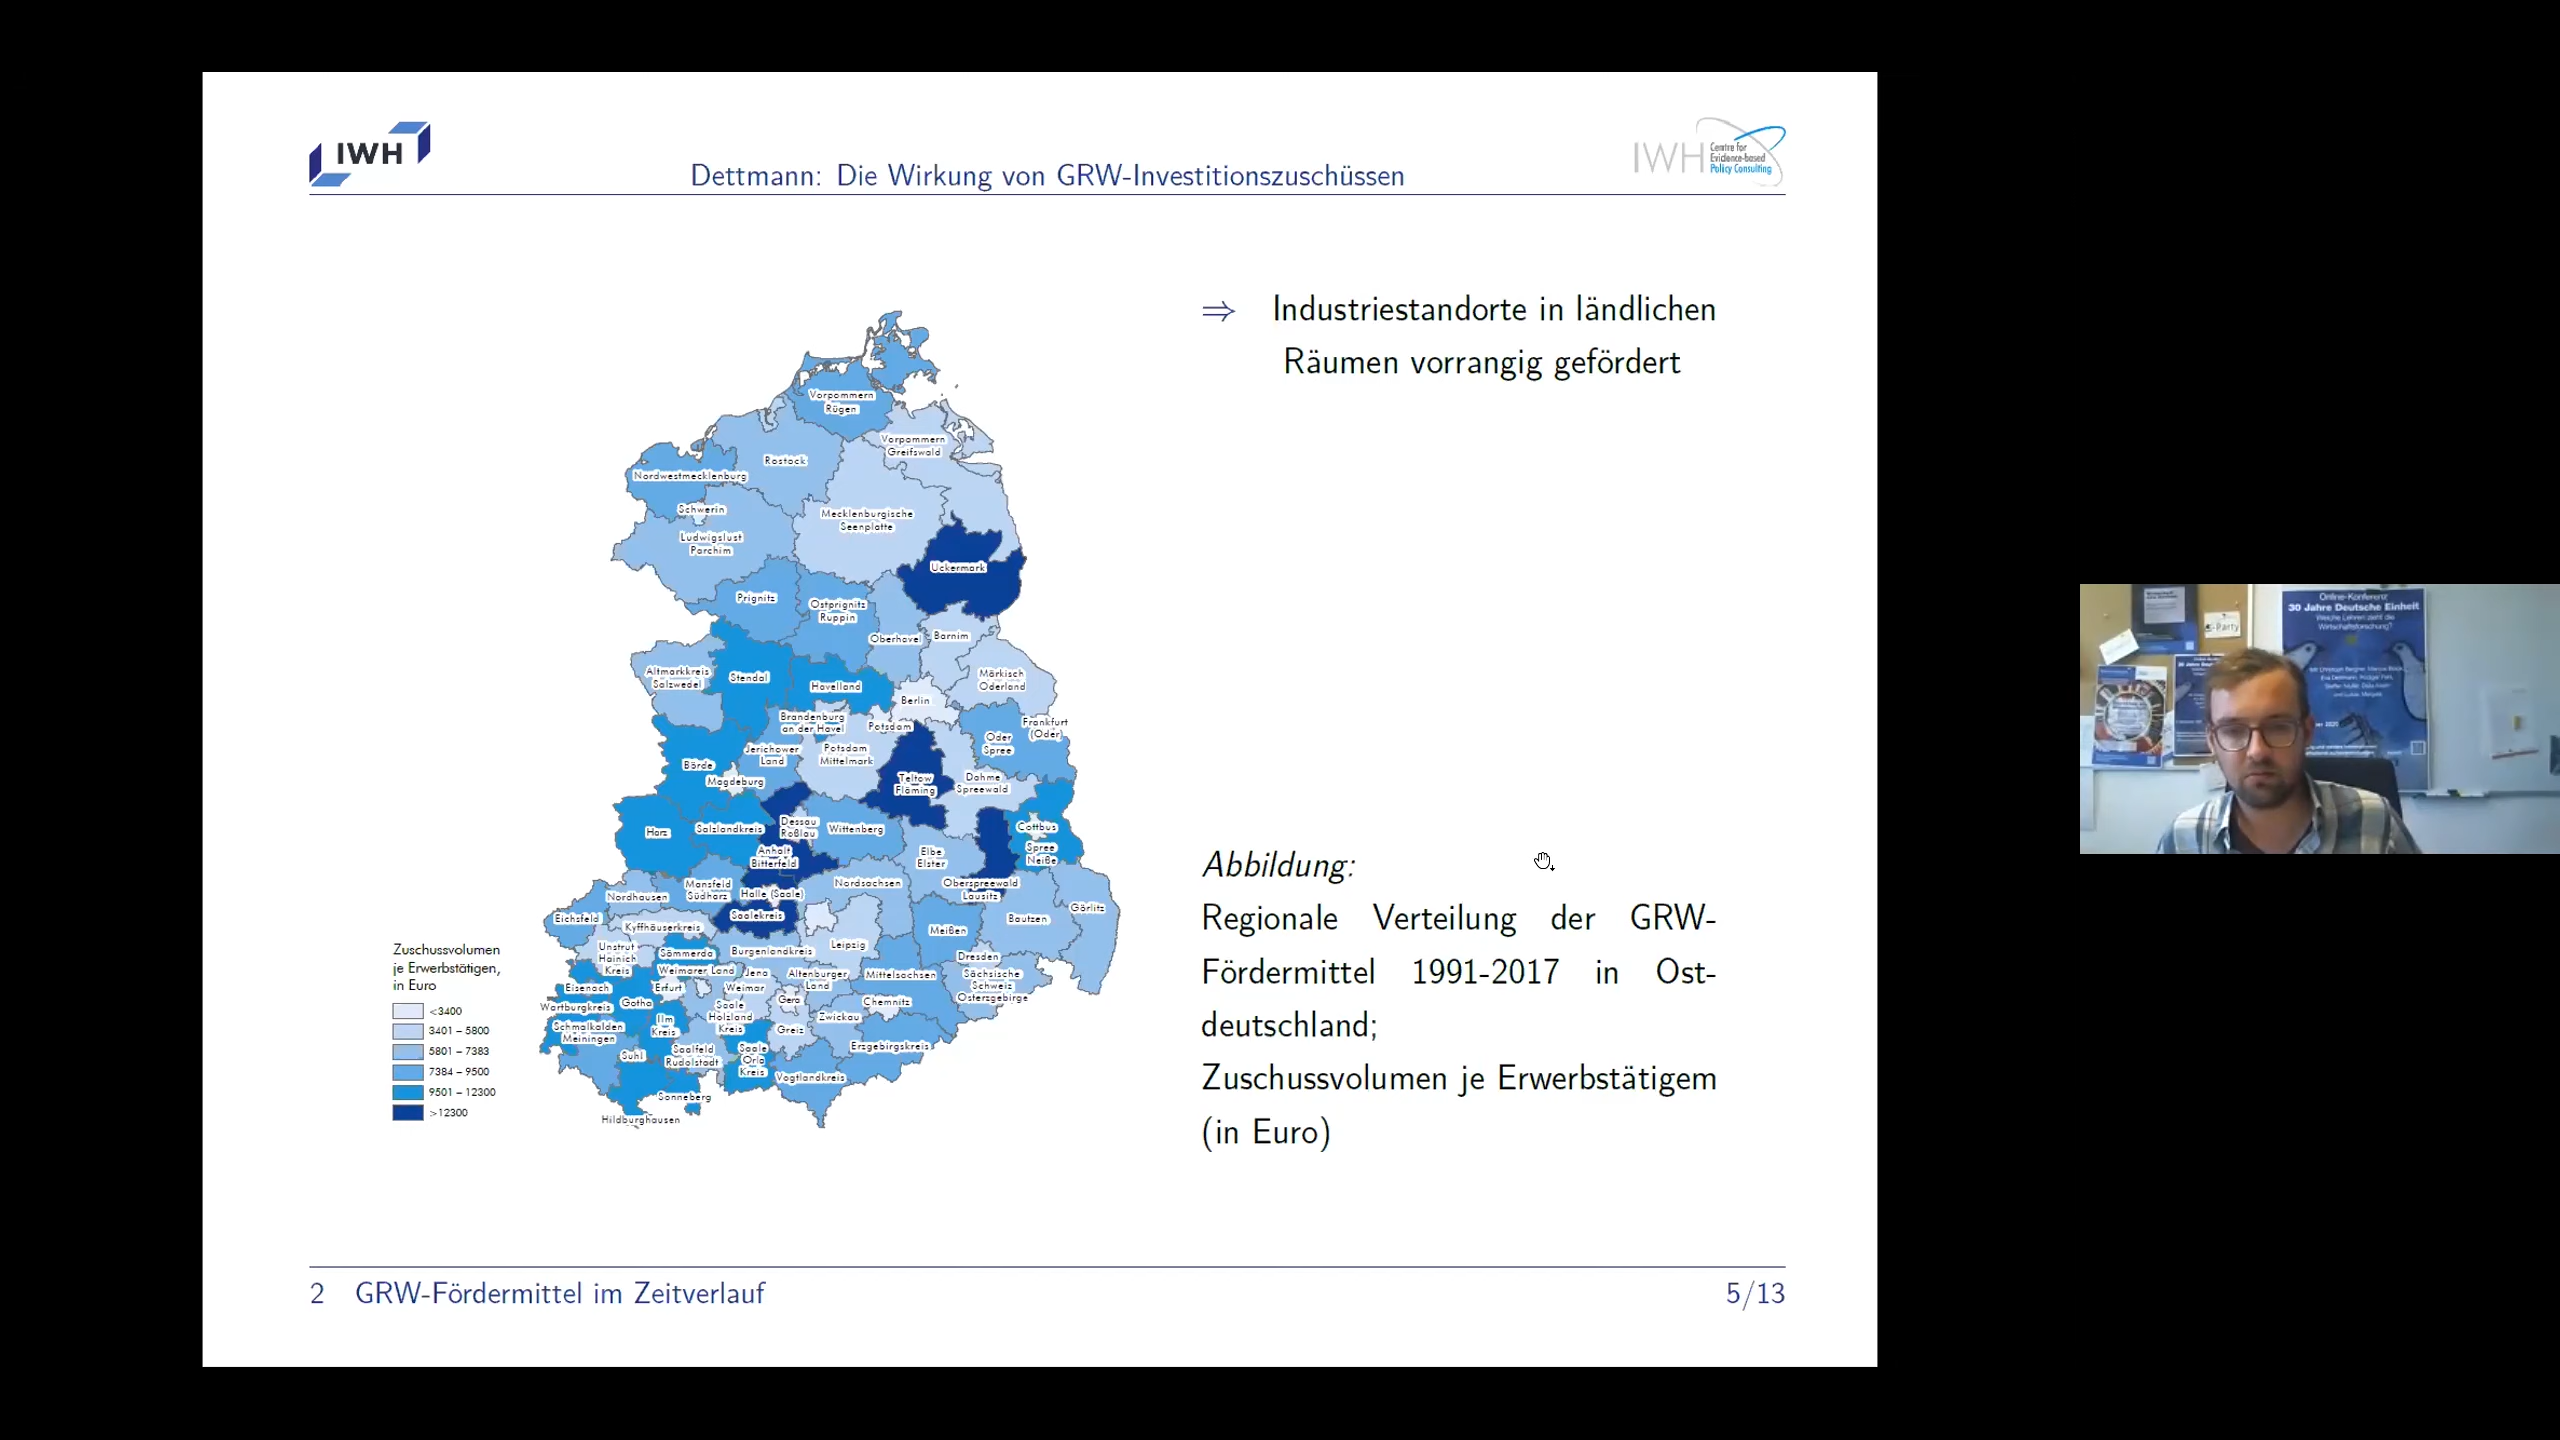 IWH
Dettmann: Die Wirkung von GRW-Investitionszuschüssen
IWH Centre for
Evidence-based
Policy Consulting
⇒ Industriestandorte in ländlichen
Räumen vorrangig gefördert
Vorpommern
Rügen
Vorpommern
Greifswald
Rostock
Nordwestmecklenburg
Schwerin
Mecklenburgische
Seenplatte
Ludwigslust
Parchim
Uckermark
Prignitz
Ostprignitz
Ruppin
Oberhavel
Barnim
Altmarkkreis
Salzwedel
Stendal
Havelland
Märkisch
Oderland
Berlin
Brandenburg
an der Havel
Potsdam
Frankfurt
(Oder)
Oder
Spree
Jerichower
Land
Potsdam
Mittelmark
Börde
Magdeburg
Teltow
Fläming
Dahme
Spreewald
Harz
Salzlandkreis
Dessau
Roßlau
Wittenberg
Cottbus
Spree
Neiße
Anhalt
Bitterfeld
Elbe
Elster
Mansfeld
Südharz
Nordsachsen
Oberspreewald
Lausitz
Nordhausen
Halle (Saale)
Görlitz
Eichsfeld
Saalekreis
Bautzen
Kyffhäuserkreis
Meißen
Leipzig
Unstrut
Hainich
Kreis
Sömmerda
Burgenlandkreis
Dresden
Weimarer Land
Jena
Altenburger
Land
Mittelsachsen
Sächsische
Schweiz
Osterzgebirge
Eisenach
Erfurt
Weimar
Wartburgkreis
Gotha
Gera
Chemnitz
Saale
Holzland
Kreis
Zwickau
Schmalkalden
Meiningen
Ilm
Kreis
Greiz
Suhl
Saalfeld
Rudolstadt
Saale
Orla
Kreis
Erzgebirgskreis
Vogtlandkreis
Sonneberg
Hildburghausen
Zuschussvolumen
je Erwerbstätigen,
in Euro
<3400
3401 – 5800
5801 – 7383
7384 – 9500
9501 – 12300
>12300
Abbildung:
Regionale Verteilung der GRW-
Fördermittel 1991-2017 in Ost-
deutschland;
Zuschussvolumen je Erwerbstätigem
(in Euro)
2 GRW-Fördermittel im Zeitverlauf
5/13
Online-Konferenz
30 Jahre Deutsche Einheit
Welche Lehren zieht die
Wirtschaftsforschung?
Party